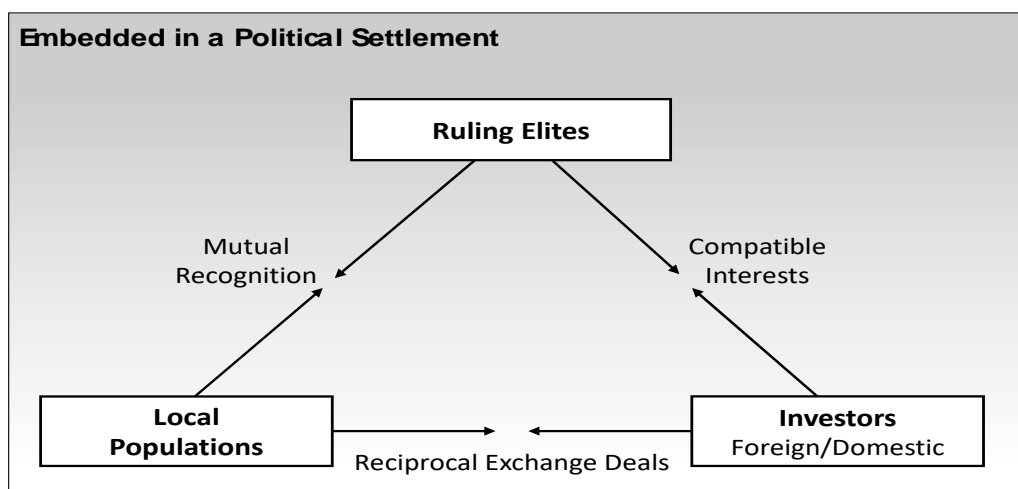 Embedded in a Political Settlement
Ruling Elites
Mutual
Recognition
Compatible
Interests
Local
Populations
Investors
Foreign/Domestic
Reciprocal Exchange Deals